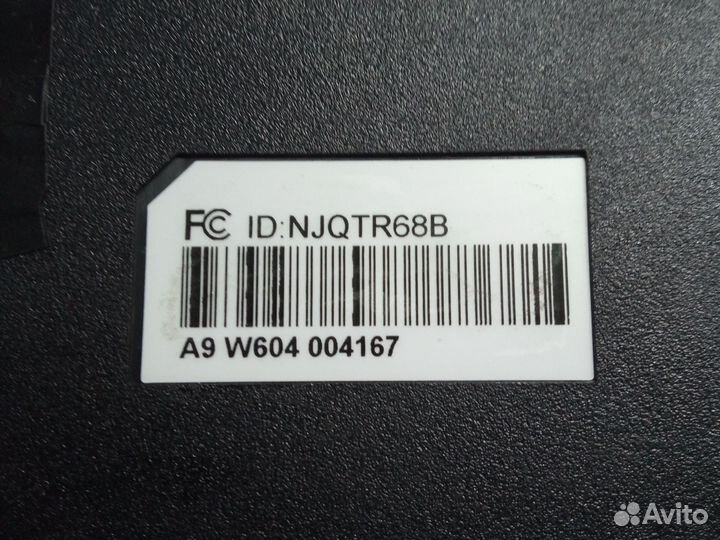 FC ID:NJQTR68B
A9 W604 004167
Avito